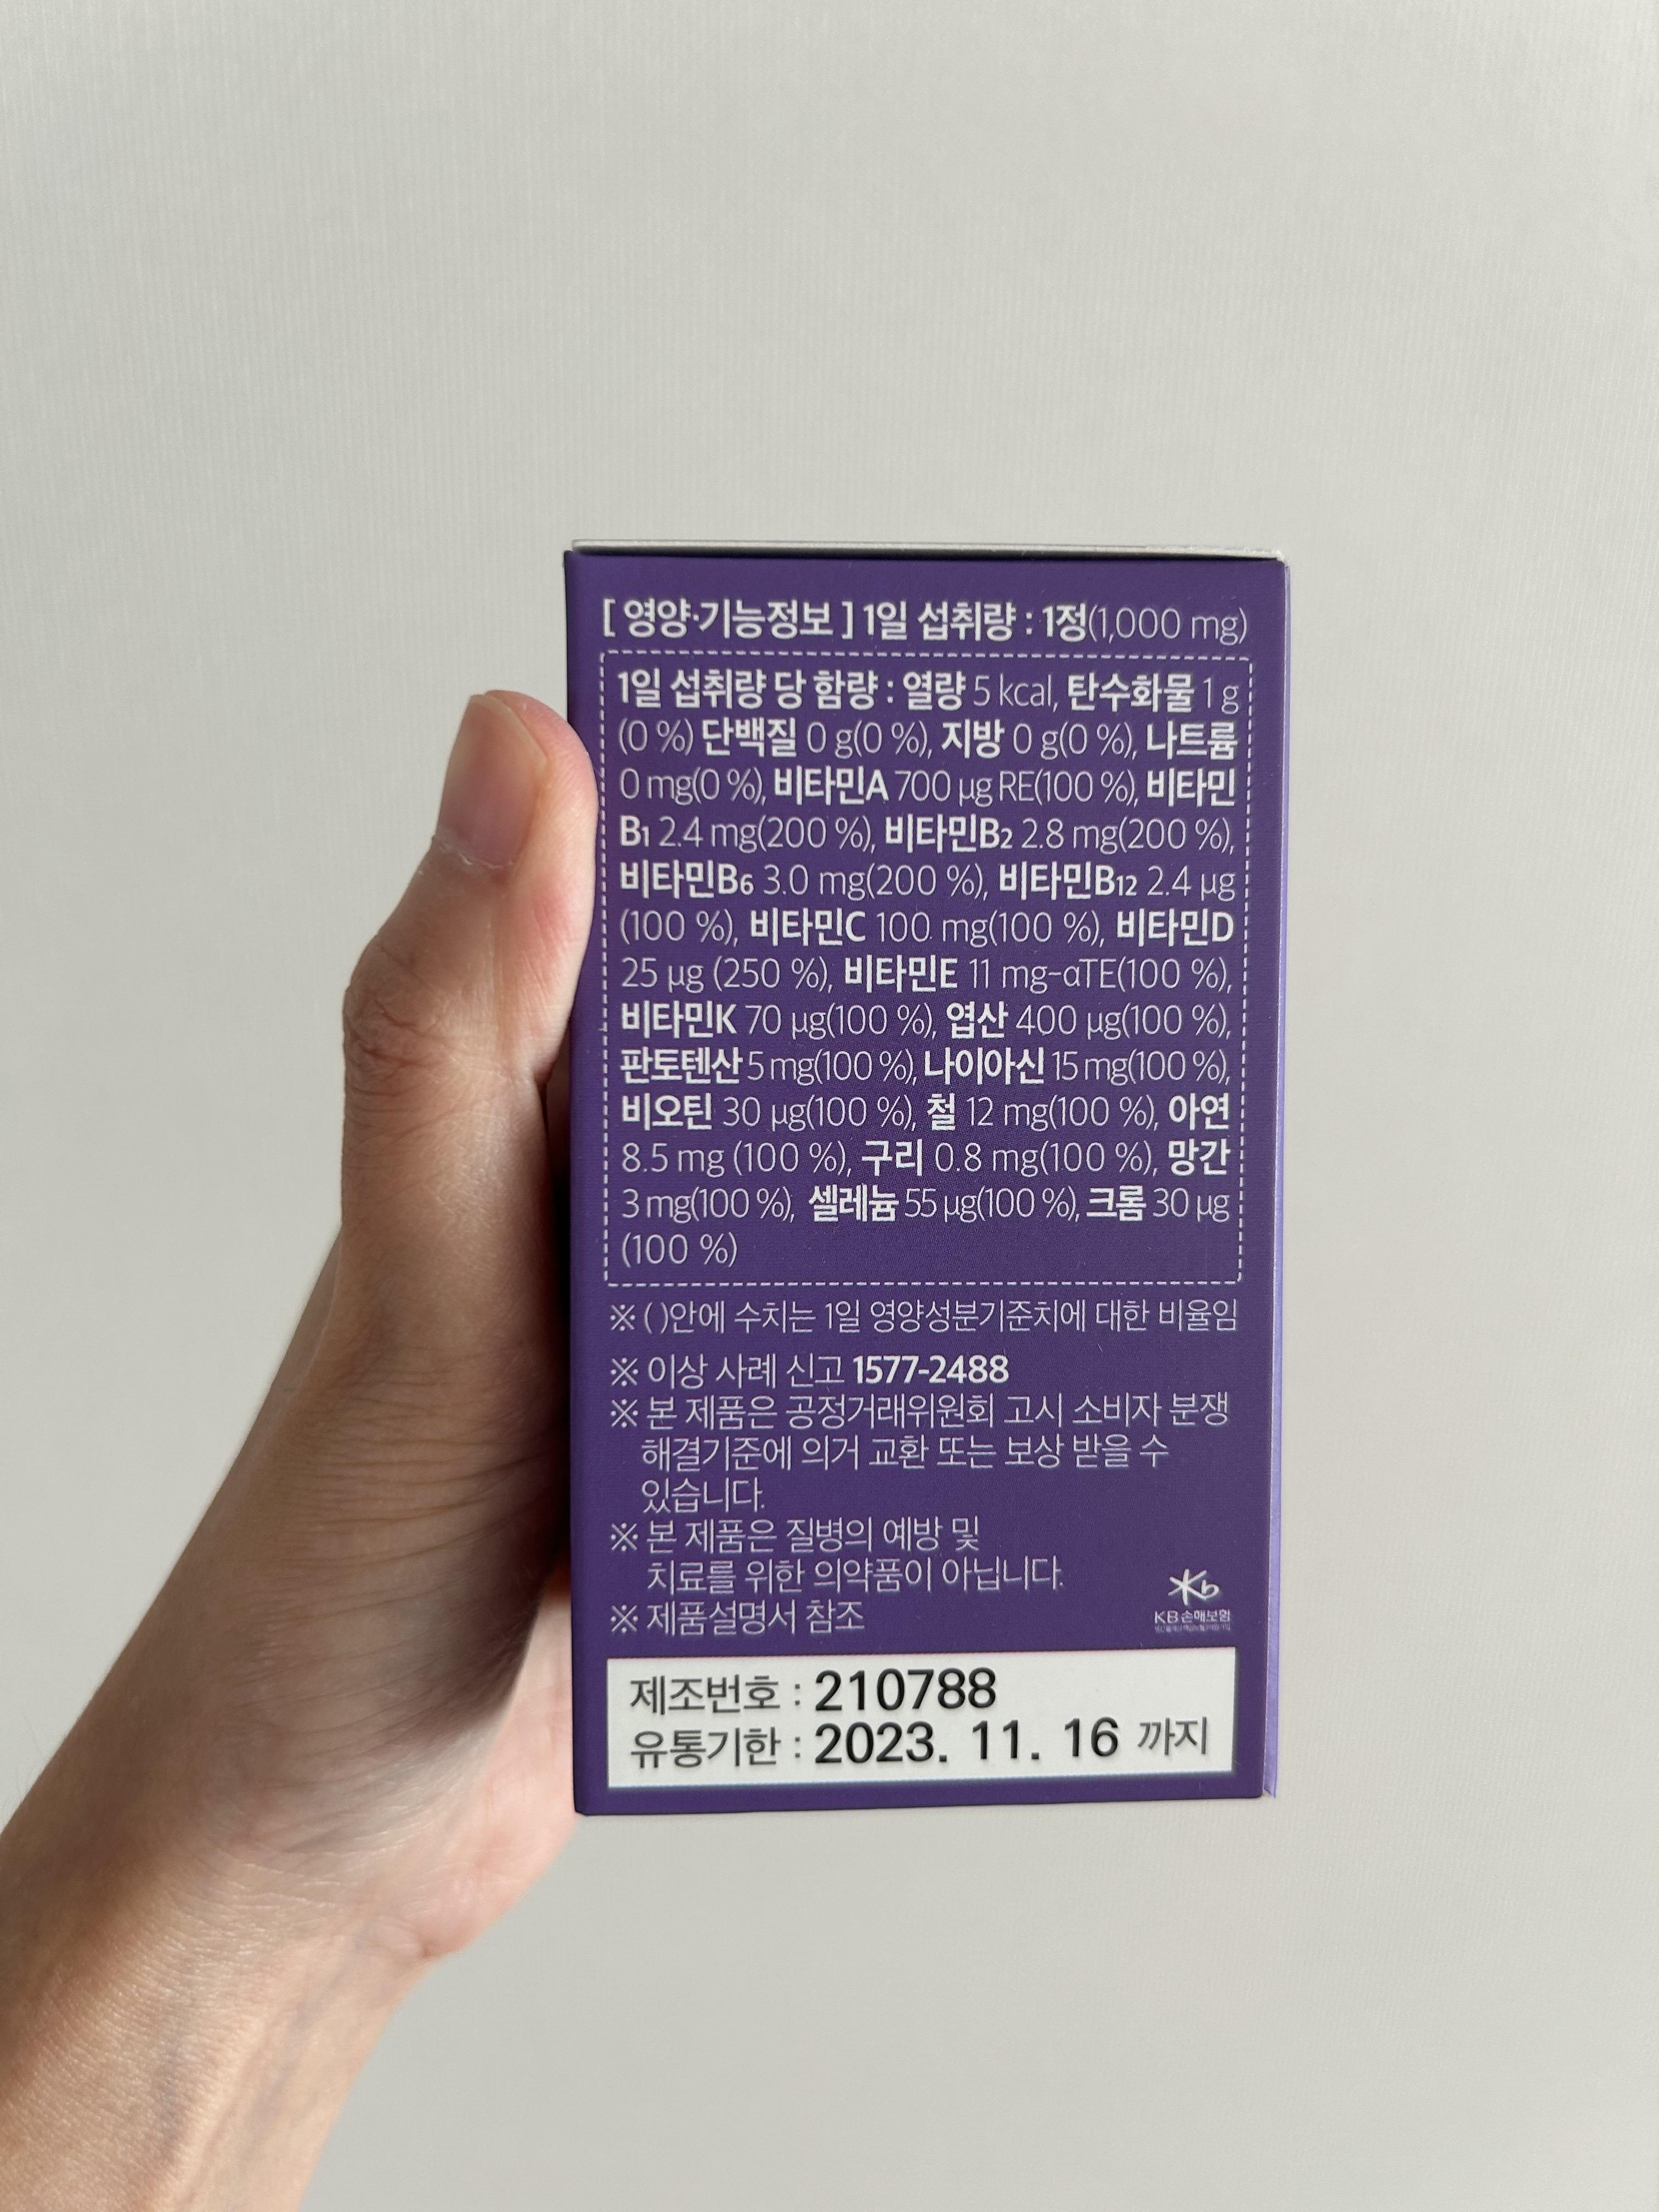 [ 영양·기능정보 ] 1일 섭취량 : 1정(1,000 mg)
1일 섭취량 당 함량 : 열량 5 kcal, 탄수화물 1 g
(0 %) 단백질 0 g(0 %), 지방 0 g(0 %), 나트륨
0 mg(0 %), 비타민A 700 µg RE(100 %), 비타민
B₁ 2.4 mg(200 %), 비타민B₂ 2.8 mg(200 %),
비타민B₆ 3.0 mg(200 %), 비타민B₁₂ 2.4 µg
(100 %), 비타민C 100 mg(100 %), 비타민D
25 µg (250 %), 비타민E 11 mg-αTE(100 %),
비타민K 70 µg(100 %), 엽산 400 µg(100 %),
판토텐산 5 mg(100 %), 나이아신 15 mg(100 %),
비오틴 30 µg(100 %), 철 12 mg(100 %), 아연
8.5 mg (100 %), 구리 0.8 mg(100 %), 망간
3 mg(100 %), 셀레늄 55 µg(100 %), 크롬 30 µg
(100 %)
※ ( )안에 수치는 1일 영양성분기준치에 대한 비율임
※ 이상 사례 신고 1577-2488
※ 본 제품은 공정거래위원회 고시 소비자 분쟁
해결기준에 의거 교환 또는 보상 받을 수
있습니다.
※ 본 제품은 질병의 예방 및
치료를 위한 의약품이 아닙니다.
※ 제품설명서 참조
KB손해보험
제조번호 : 210788
유통기한 : 2023. 11. 16 까지